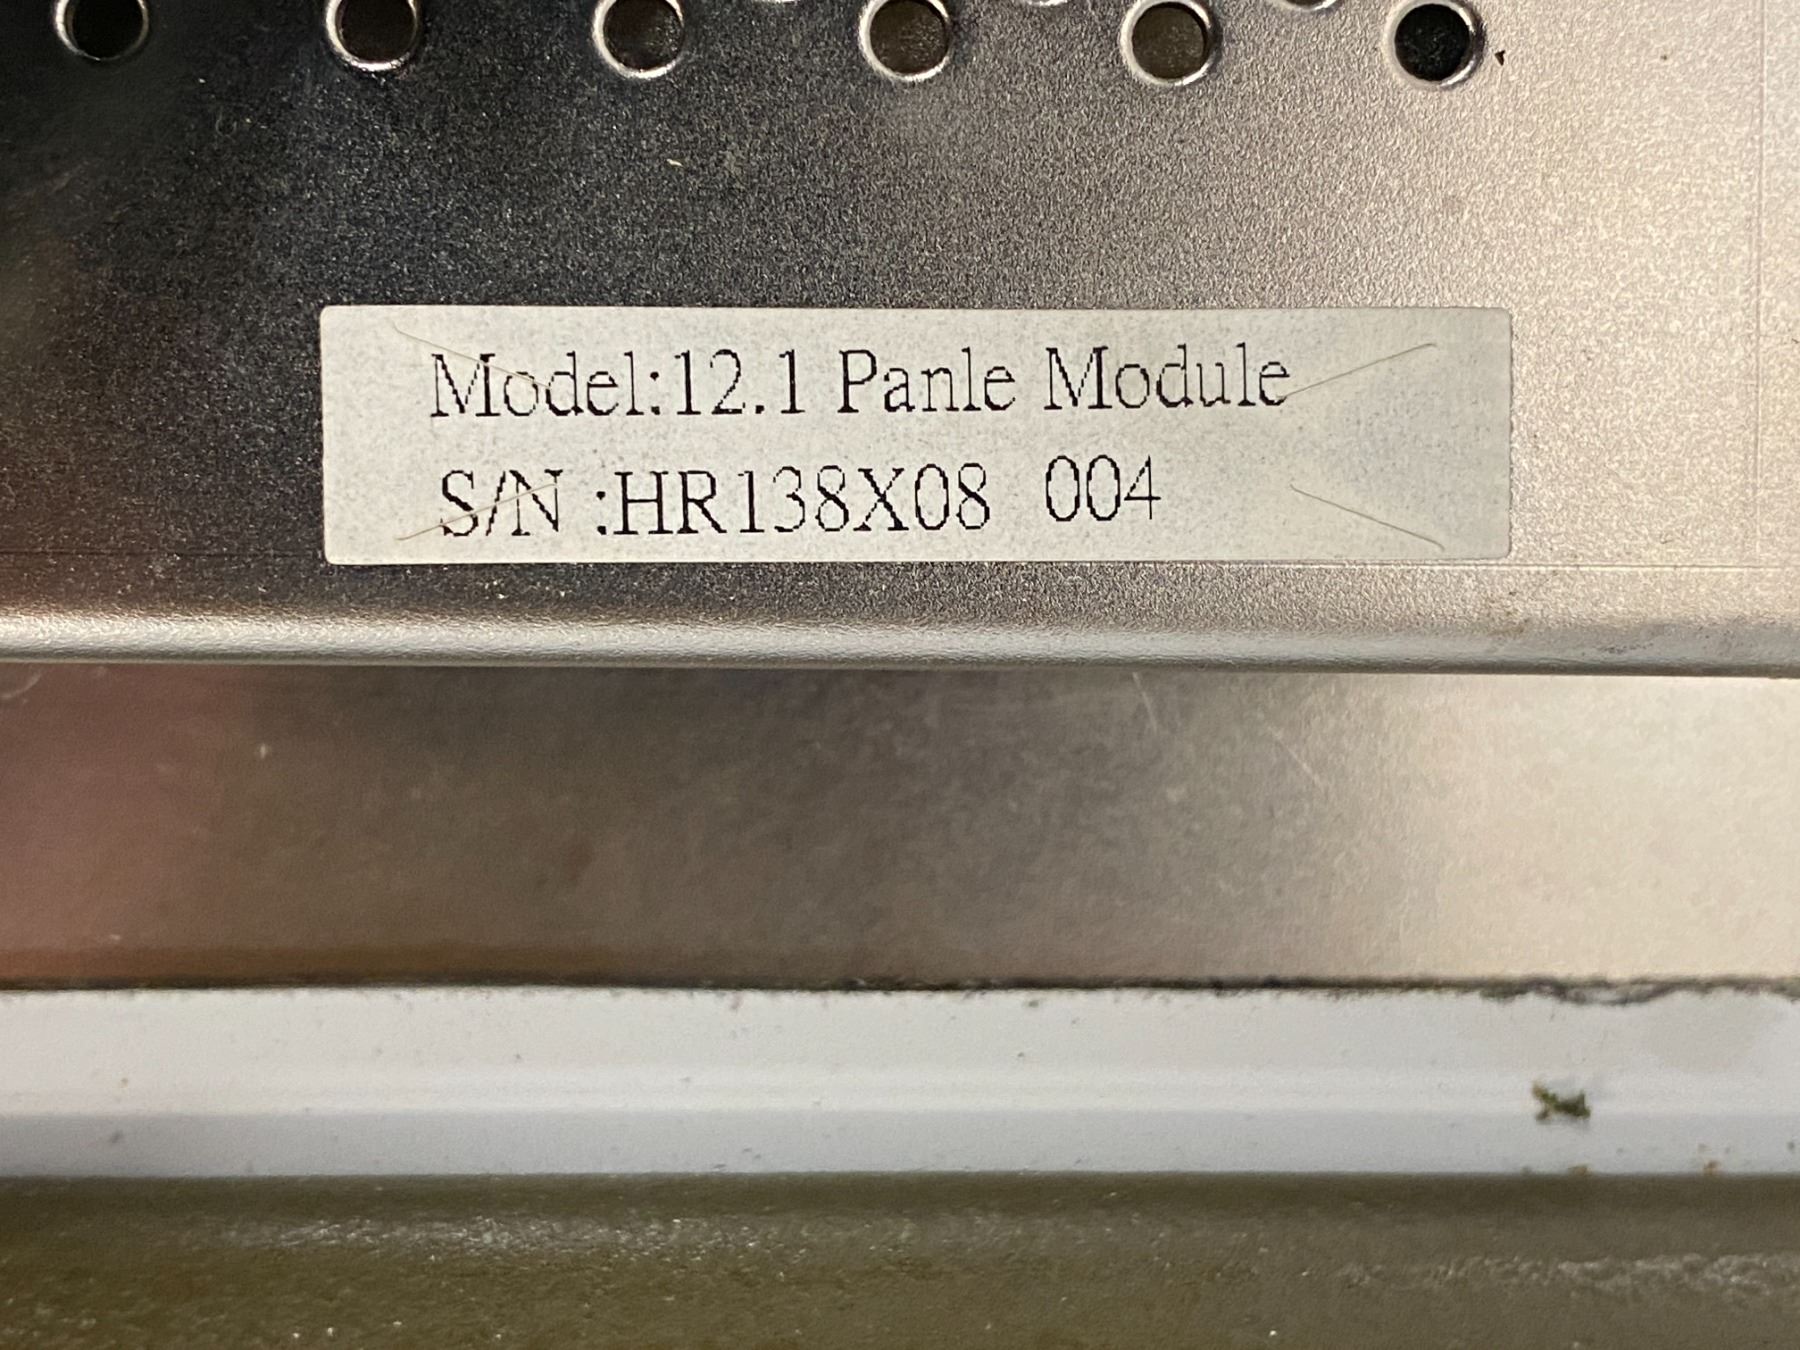 Model:12.1 Panle Module
S/N :HR138X08 004